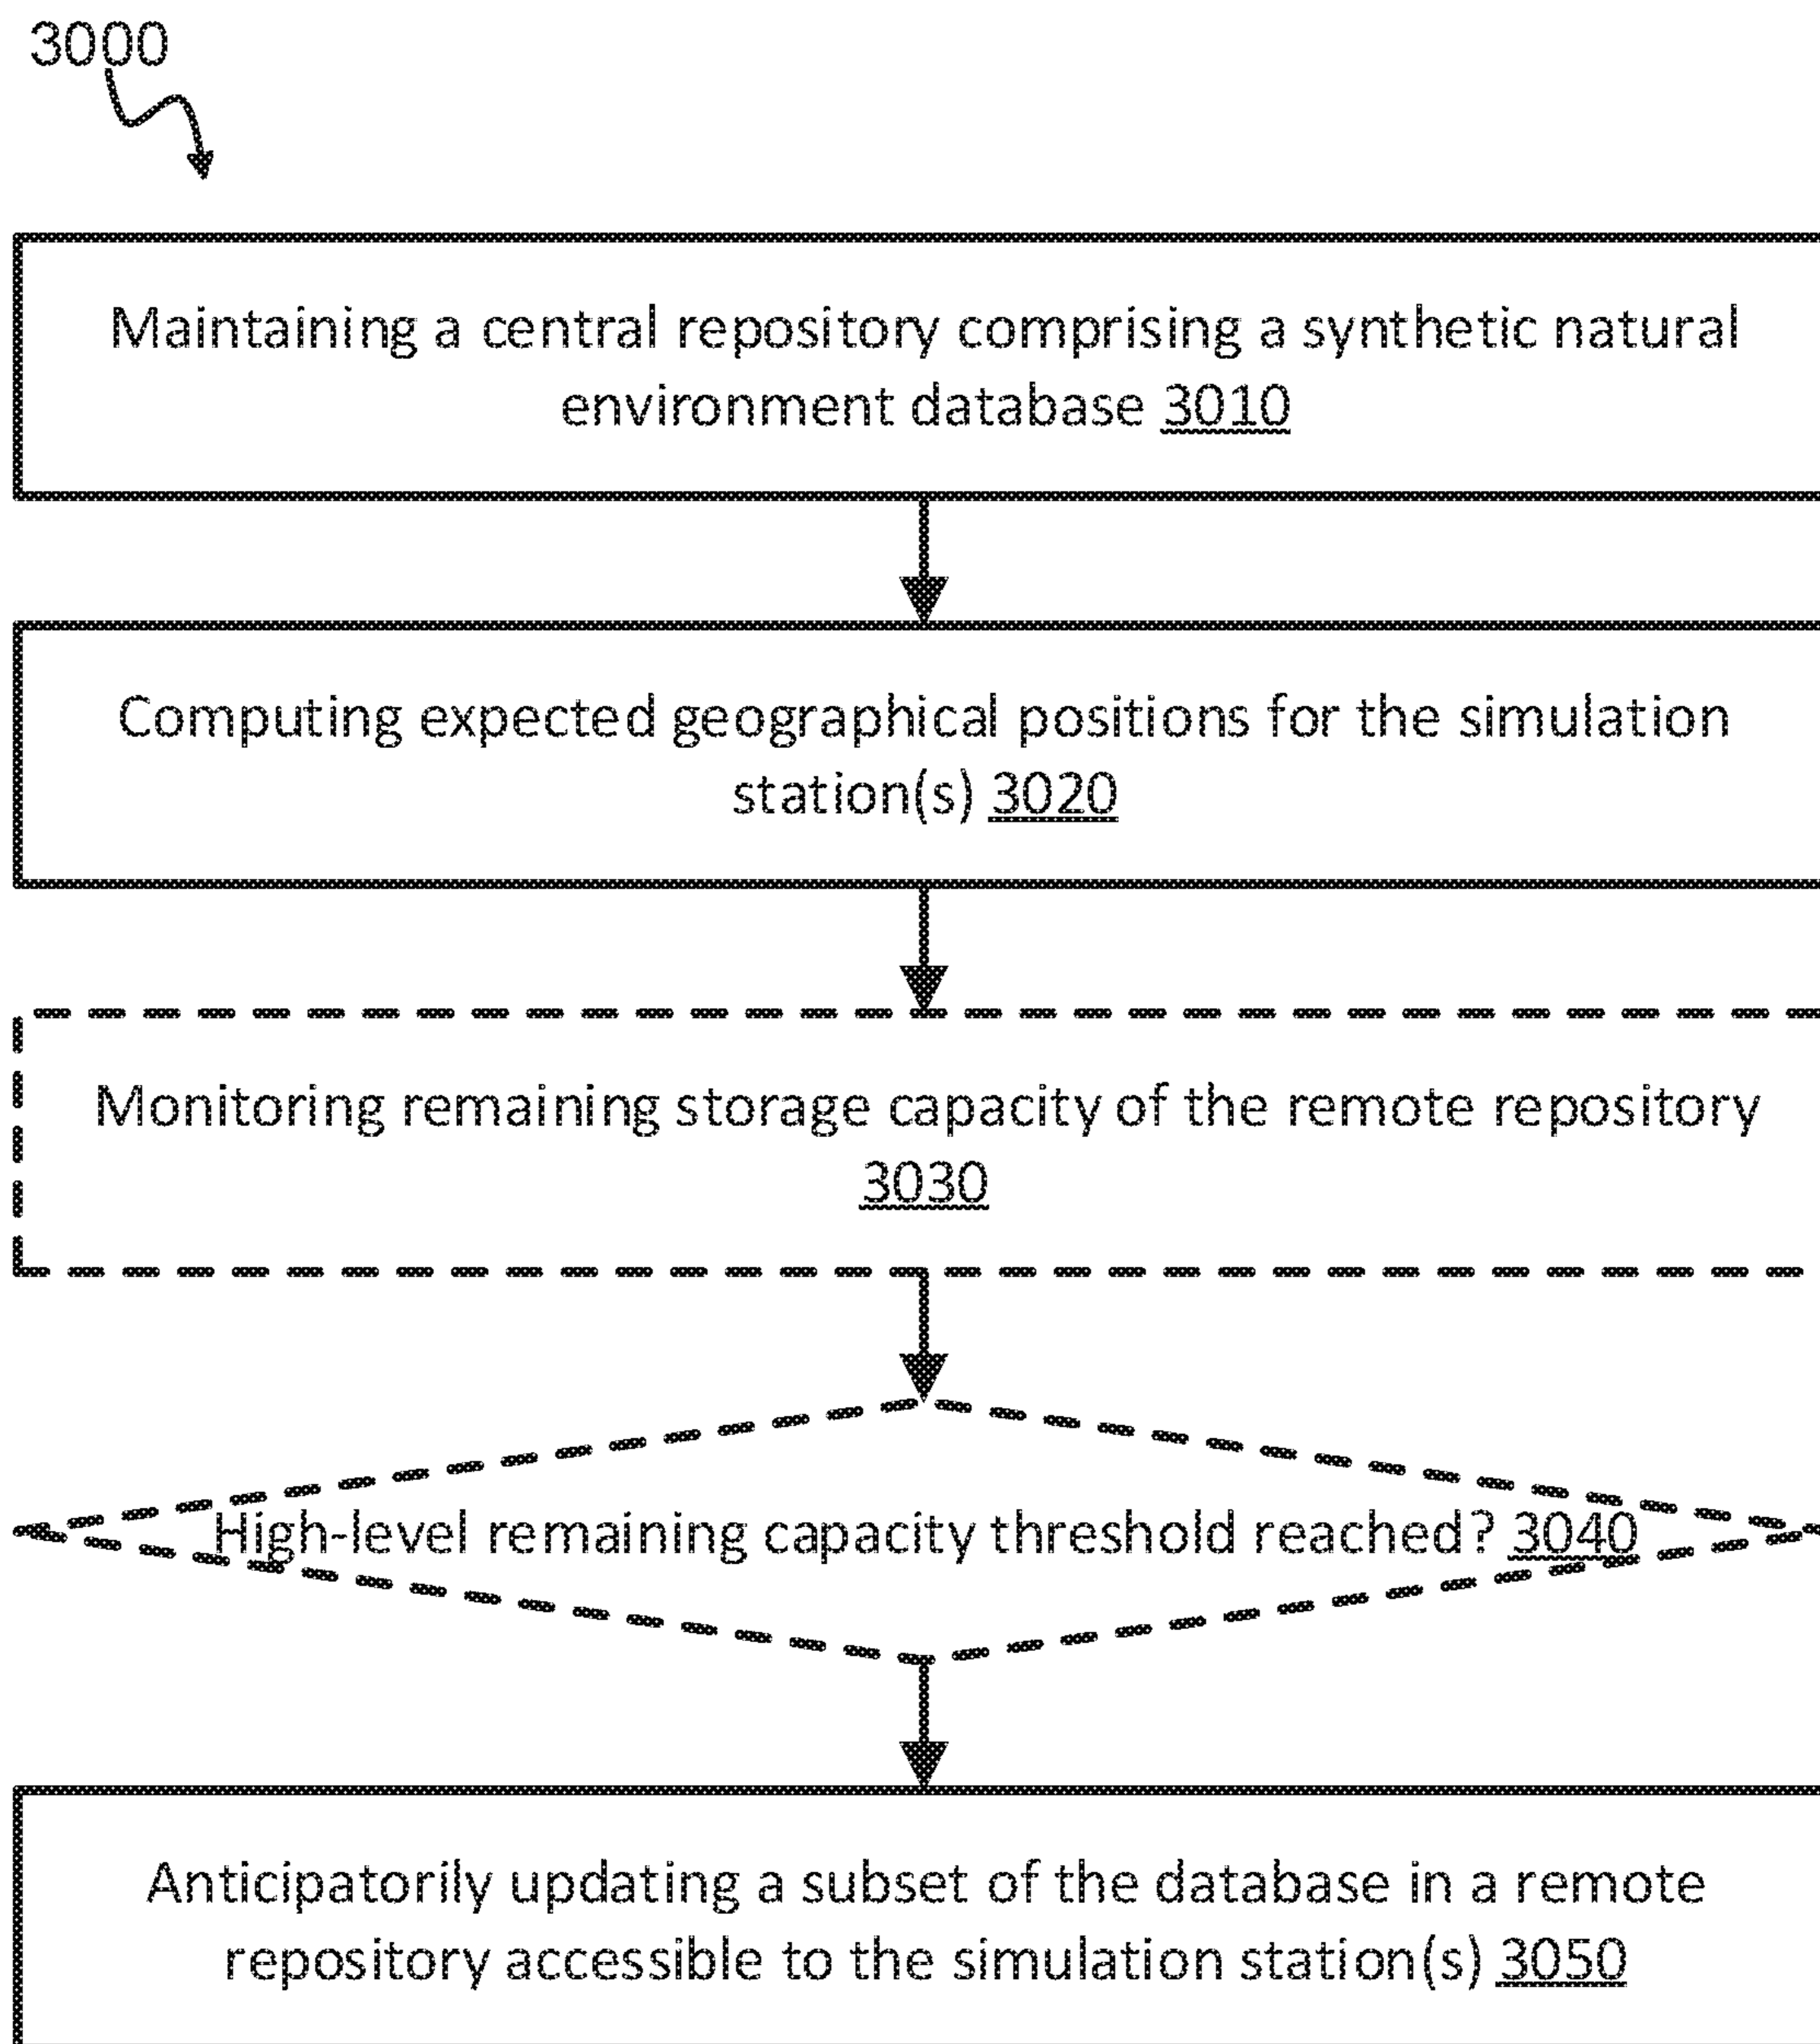 3000
Maintaining a central repository comprising a synthetic natural
environment database 3010
Computing expected geographical positions for the simulation
station(s) 3020
Monitoring remaining storage capacity of the remote repository
3030
High-level remaining capacity threshold reached? 3040
Anticipatorily updating a subset of the database in a remote
repository accessible to the simulation station(s) 3050